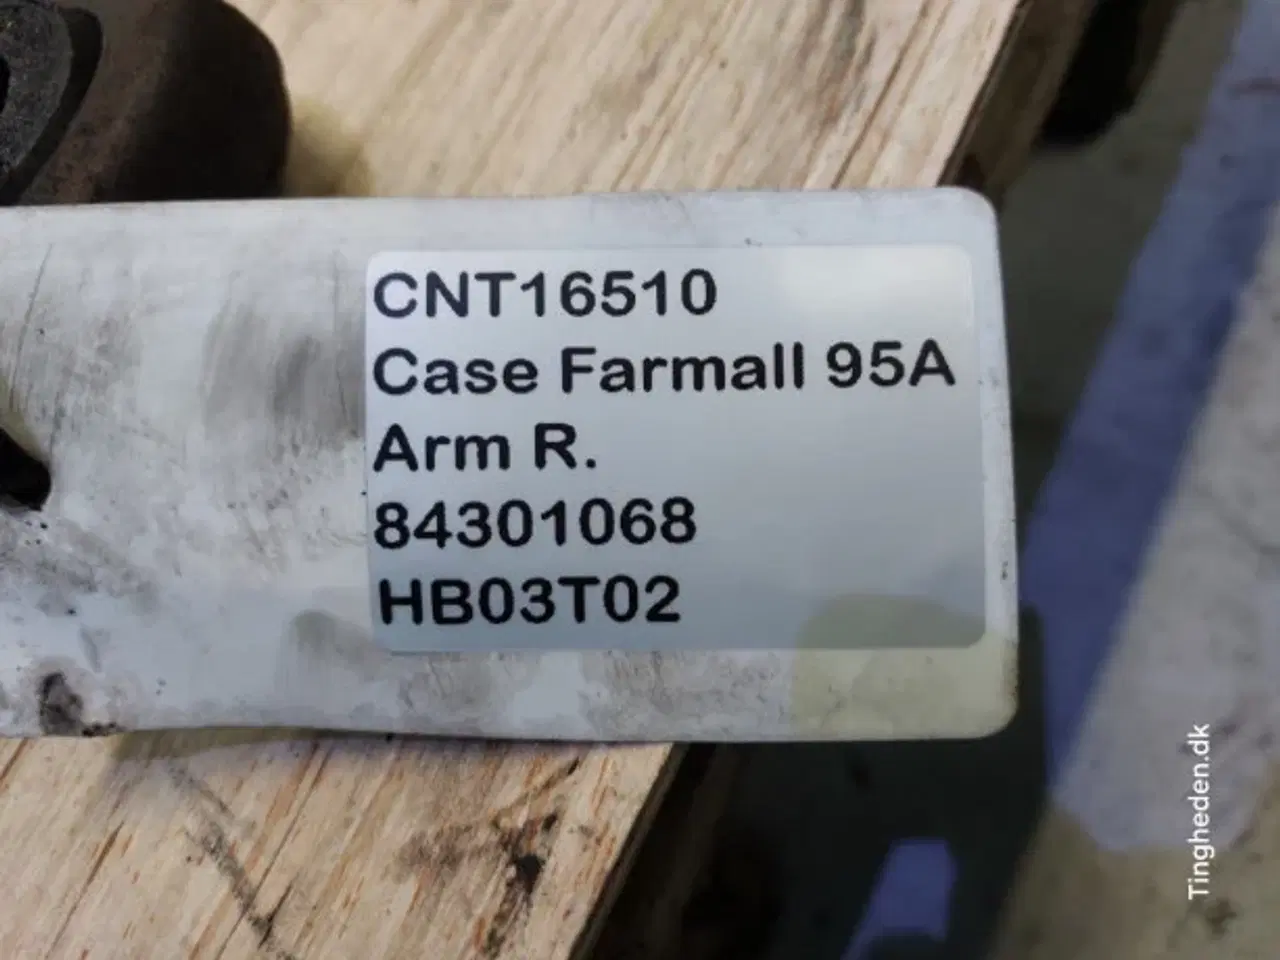 CNT16510
Case Farmall 95A
Arm R.
84301068
HB03T02
Tingheden.dk